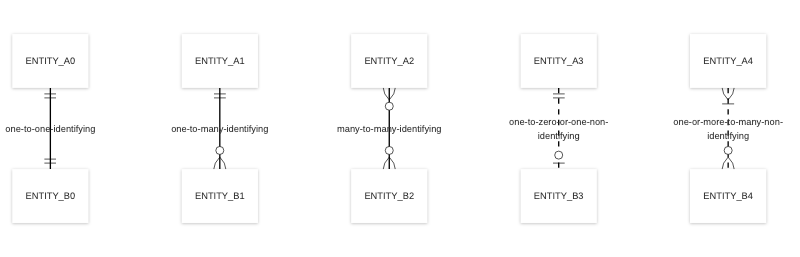 ENTITY_A0
ENTITY_A1
ENTITY_A2
ENTITY_A3
ENTITY_A4
one-to-one-identifying
one-to-many-identifying
many-to-many-identifying
one-to-zero-or-one-non-
identifying
one-or-more-to-many-non-
identifying
ENTITY_B0
ENTITY_B1
ENTITY_B2
ENTITY_B3
ENTITY_B4